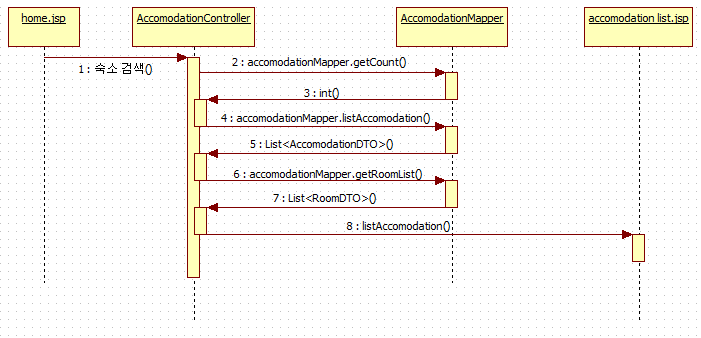 home.jsp
AccomodationController
AccomodationMapper
accomodation list.jsp
1 : 숙소 검색()
2 : accomodationMapper.getCount()
3 : int()
4 : accomodationMapper.listAccomodation()
5 : List<AccomodationDTO>()
6 : accomodationMapper.getRoomList()
7 : List<RoomDTO>()
8 : listAccomodation()